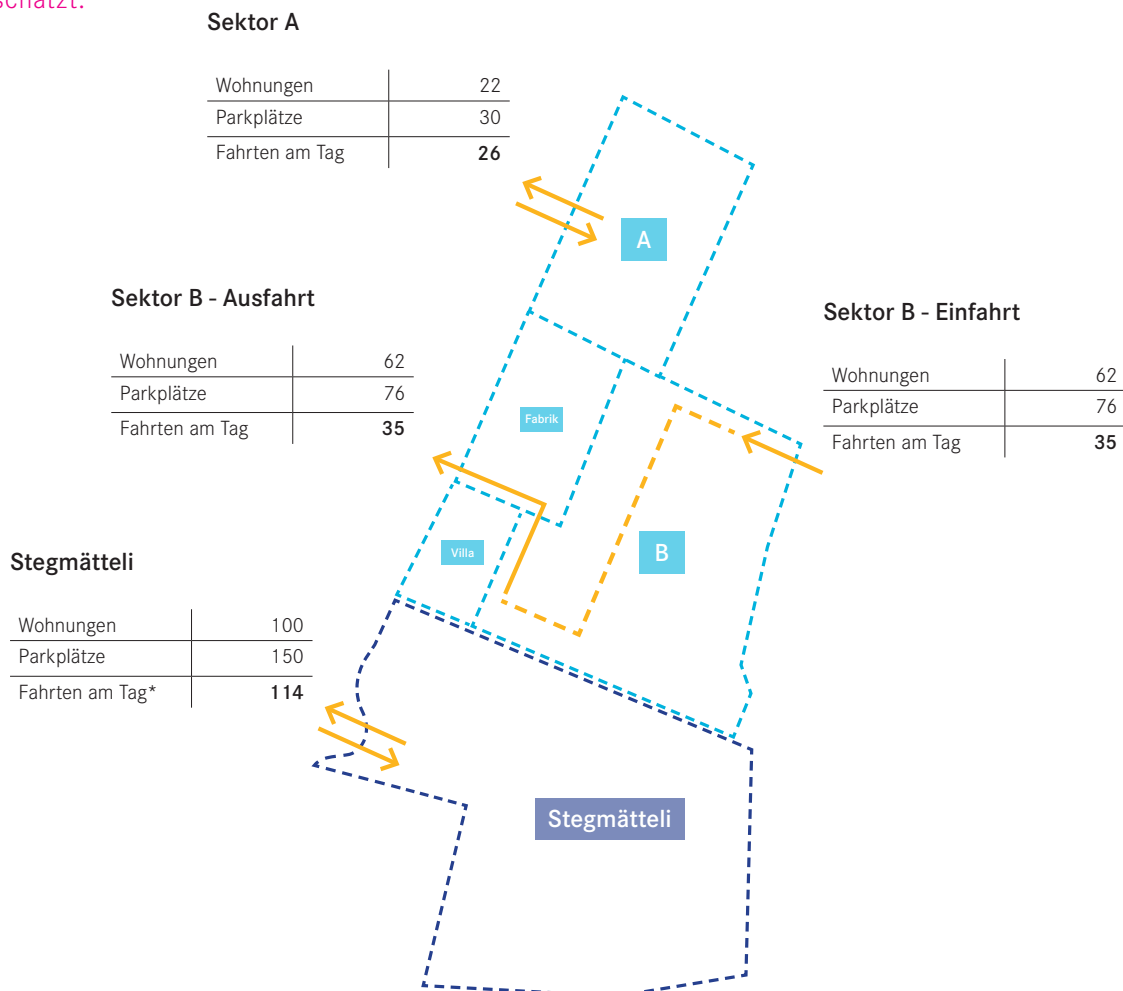 schätzt.
Sektor A
Wohnungen 22
Parkplätze 30
Fahrten am Tag 26
A
Sektor B - Ausfahrt
Wohnungen 62
Parkplätze 76
Fahrten am Tag 35
Sektor B - Einfahrt
Wohnungen 62
Parkplätze 76
Fahrten am Tag 35
Fabrik
Villa
B
Stegmätteli
Wohnungen 100
Parkplätze 150
Fahrten am Tag* 114
Stegmätteli